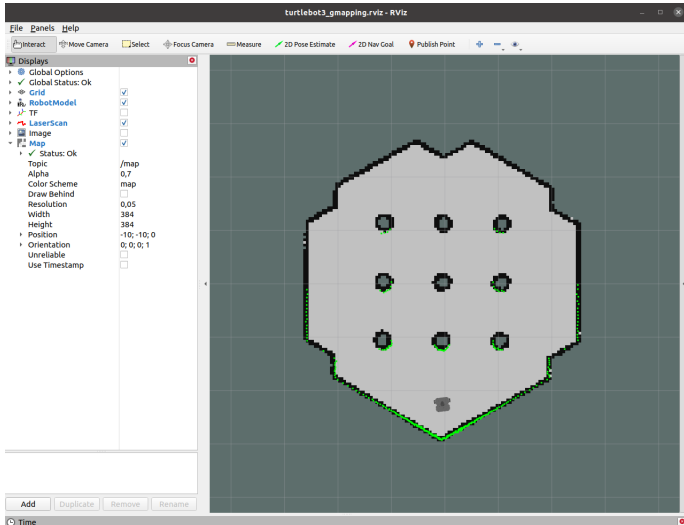 turtlebot3_gmapping.rviz - RViz
File Panels Help
Interact Move Camera Select Focus Camera Measure 2D Pose Estimate 2D Nav Goal Publish Point
Displays
Global Options
Global Status: Ok
Grid
RobotModel
TF
LaserScan
Image
Map
Status: Ok
Topic /map
Alpha 0,7
Color Scheme map
Draw Behind
Resolution 0,05
Width 384
Height 384
Position -10; -10; 0
Orientation 0; 0; 0; 1
Unreliable
Use Timestamp
Add Duplicate Remove Rename
Time